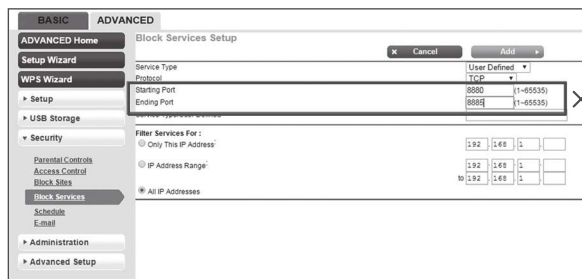 BASIC ADVANCED
ADVANCED Home
Setup Wizard
WPS Wizard
▶ Setup
▶ USB Storage
▼ Security
Parental Controls
Access Control
Block Sites
Block Services
Schedule
E-mail
▶ Administration
▶ Advanced Setup
Block Services Setup
x Cancel Add ▶
Service Type User Defined ▼
Protocol TCP ▼
Starting Port 8880 (1~65535)
Ending Port 8885 (1~65535)
Filter Services For :
Only This IP Address: 192 . 168 . 1 .
IP Address Range: 192 . 168 . 1 .
to 192 . 168 . 1 .
All IP Addresses